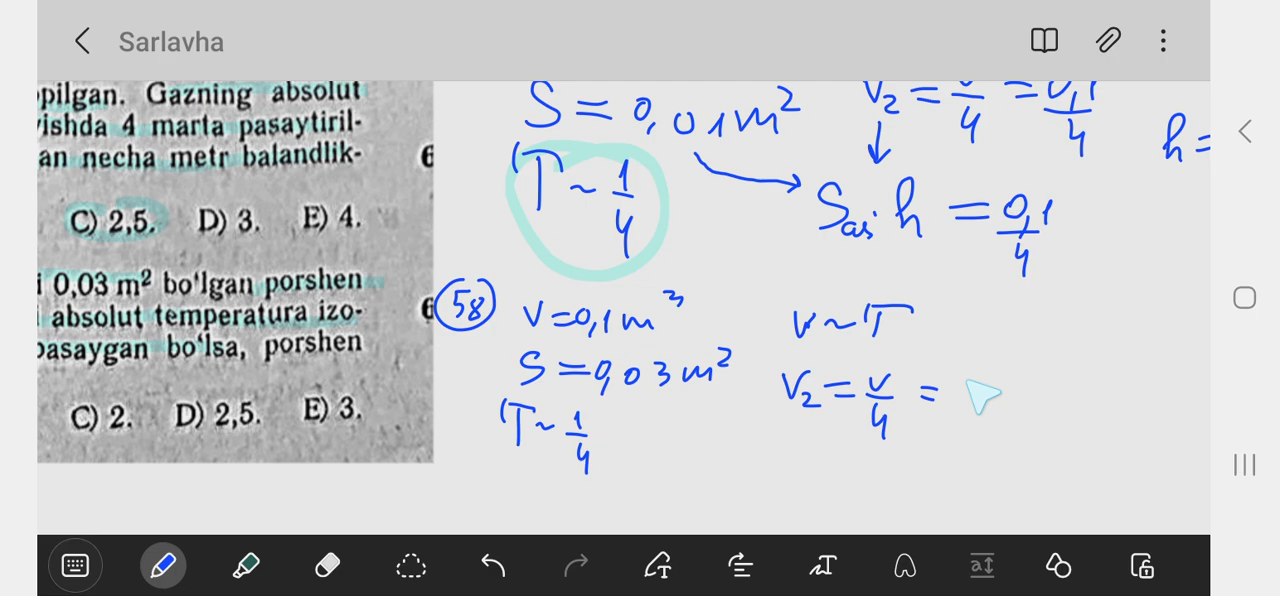 Sarlavha
pilgan. Gazning absolut
ishda 4 marta pasaytiril-
an necha metr balandlik-
6
C) 2,5. D) 3. E) 4.
i 0,03 m² bo‘lgan porshen
absolut temperatura izo-
6
pasaygan bo‘lsa, porshen
C) 2. D) 2,5. E) 3.
S = 0,01 m²
T ~ 1/4
V₂ = V/4 = 0,1/4
h =
Sas h = 0,1/4
58
V=0,1 m³
S = 0,03 m²
T ~ 1/4
V ~ T
V₂ = V/4 =